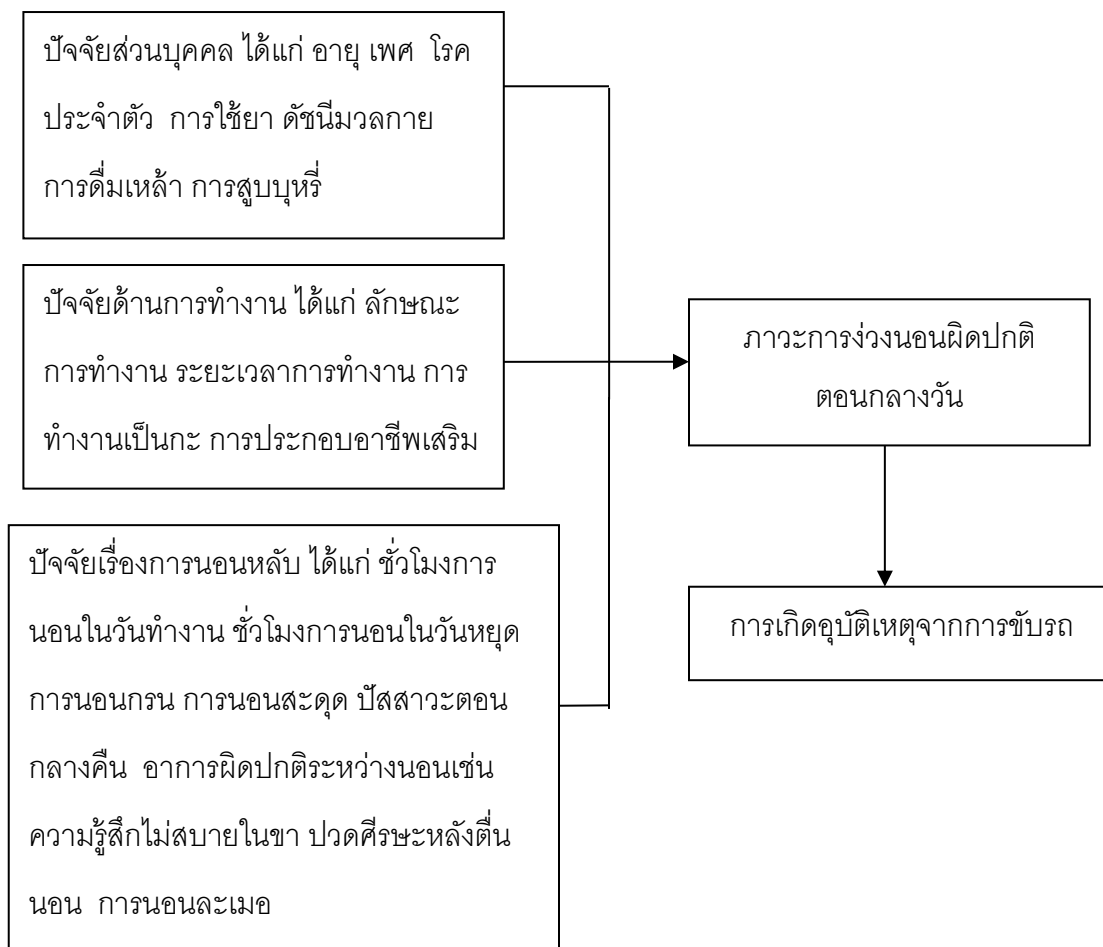 ปัจจัยส่วนบุคคล ได้แก่ อายุ เพศ โรค
ประจำตัว การใช้ยา ดัชนีมวลกาย
การดื่มเหล้า การสูบบุหรี่
ปัจจัยด้านการทำงาน ได้แก่ ลักษณะ
การทำงาน ระยะเวลาการทำงาน การ
ทำงานเป็นกะ การประกอบอาชีพเสริม
ปัจจัยเรื่องการนอนหลับ ได้แก่ ชั่วโมงการ
นอนในวันทำงาน ชั่วโมงการนอนในวันหยุด
การนอนกรน การนอนสะดุด ปัสสาวะตอน
กลางคืน อาการผิดปกติระหว่างนอนเช่น
ความรู้สึกไม่สบายในขา ปวดศีรษะหลังตื่น
นอน การนอนละเมอ
ภาวะการง่วงนอนผิดปกติ
ตอนกลางวัน
การเกิดอุบัติเหตุจากการขับรถ